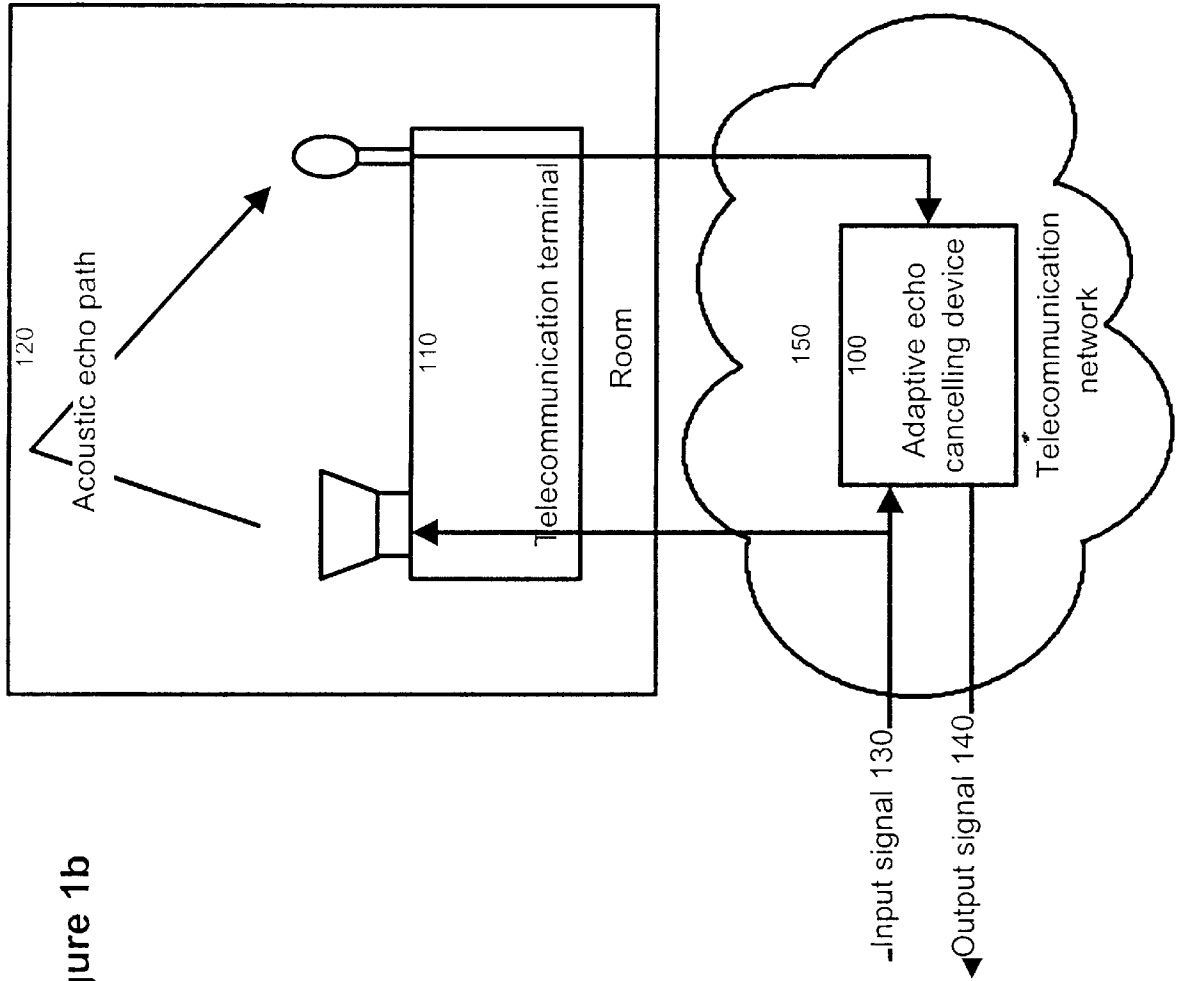 gure 1b
120
Acoustic echo path
110
Telecommunication terminal
Room
150
100
Adaptive echo
cancelling device
Telecommunication
network
Input signal 130
Output signal 140